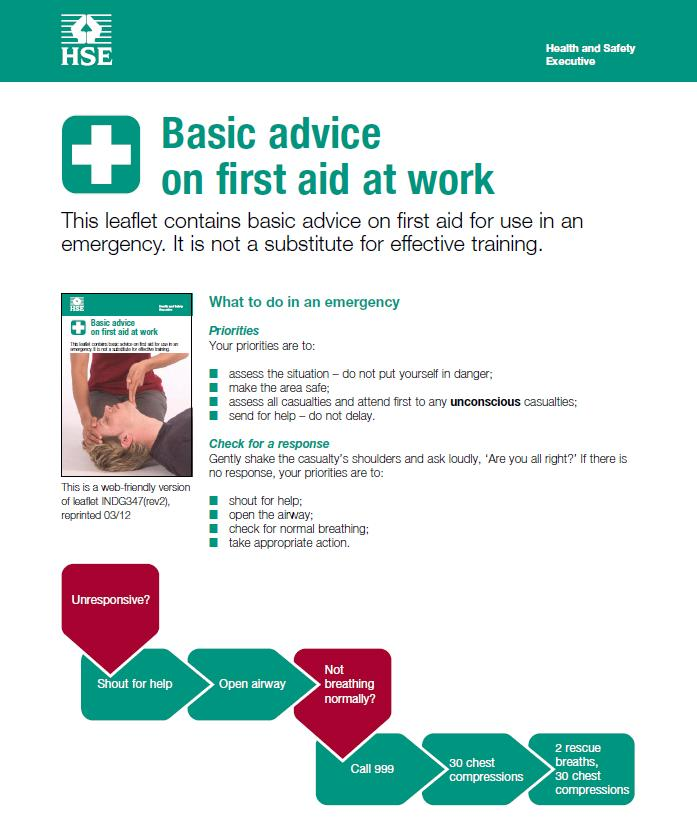 HSE
Health and Safety
Executive
Basic advice
on first aid at work
This leaflet contains basic advice on first aid for use in an
emergency. It is not a substitute for effective training.
HSE
Health and Safety
Executive
Basic advice
on first aid at work
This leaflet contains basic advice on first aid for use in an
emergency. It is not a substitute for effective training.
This is a web-friendly version
of leaflet INDG347(rev2),
reprinted 03/12
What to do in an emergency
Priorities
Your priorities are to:
assess the situation – do not put yourself in danger;
make the area safe;
assess all casualties and attend first to any unconscious casualties;
send for help – do not delay.
Check for a response
Gently shake the casualty’s shoulders and ask loudly, ‘Are you all right?’ If there is
no response, your priorities are to:
shout for help;
open the airway;
check for normal breathing;
take appropriate action.
Unresponsive?
Shout for help
Open airway
Not
breathing
normally?
Call 999
30 chest
compressions
2 rescue
breaths,
30 chest
compressions